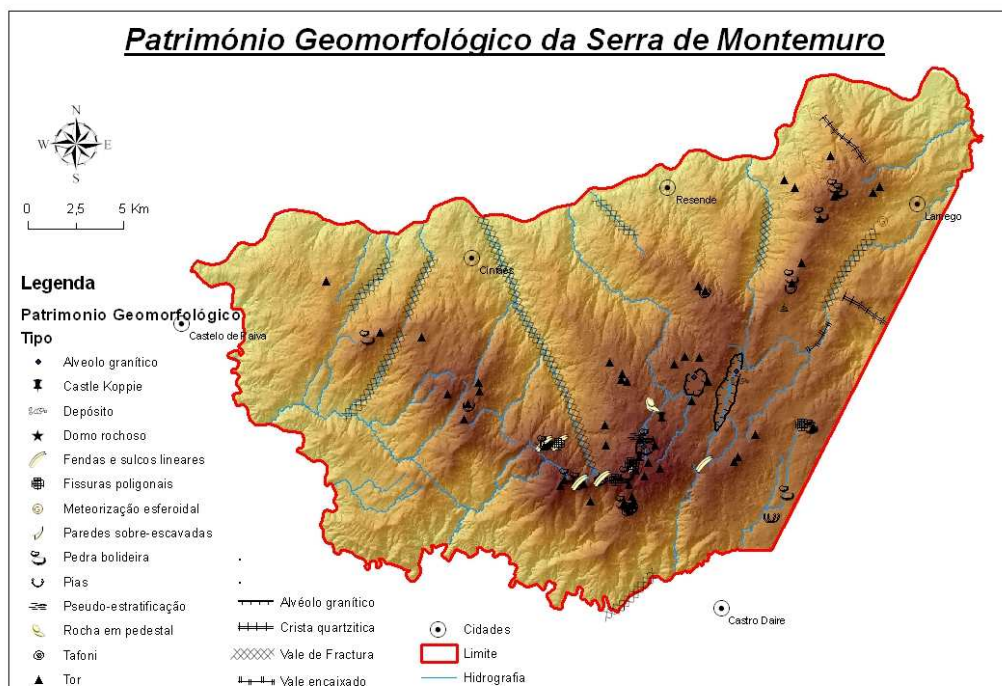 Património Geomorfológico da Serra de Montemuro
N
W E
S
0 2,5 5 Km
Resende
Lamego
Cinfães
Castelo de Paiva
Castro Daire
Legenda
Patrimonio Geomorfológico
Tipo
Alveolo granítico
Castle Koppie
Depósito
Domo rochoso
Fendas e sulcos lineares
Fissuras poligonais
Meteorização esferoidal
Paredes sobre-escavadas
Pedra bolideira
Pias
Pseudo-estratificação
Rocha em pedestal
Tafoni
Tor
Alvéolo granítico
Crista quartzitica
Vale de Fractura
Vale encaixado
Cidades
Limite
Hidrografia